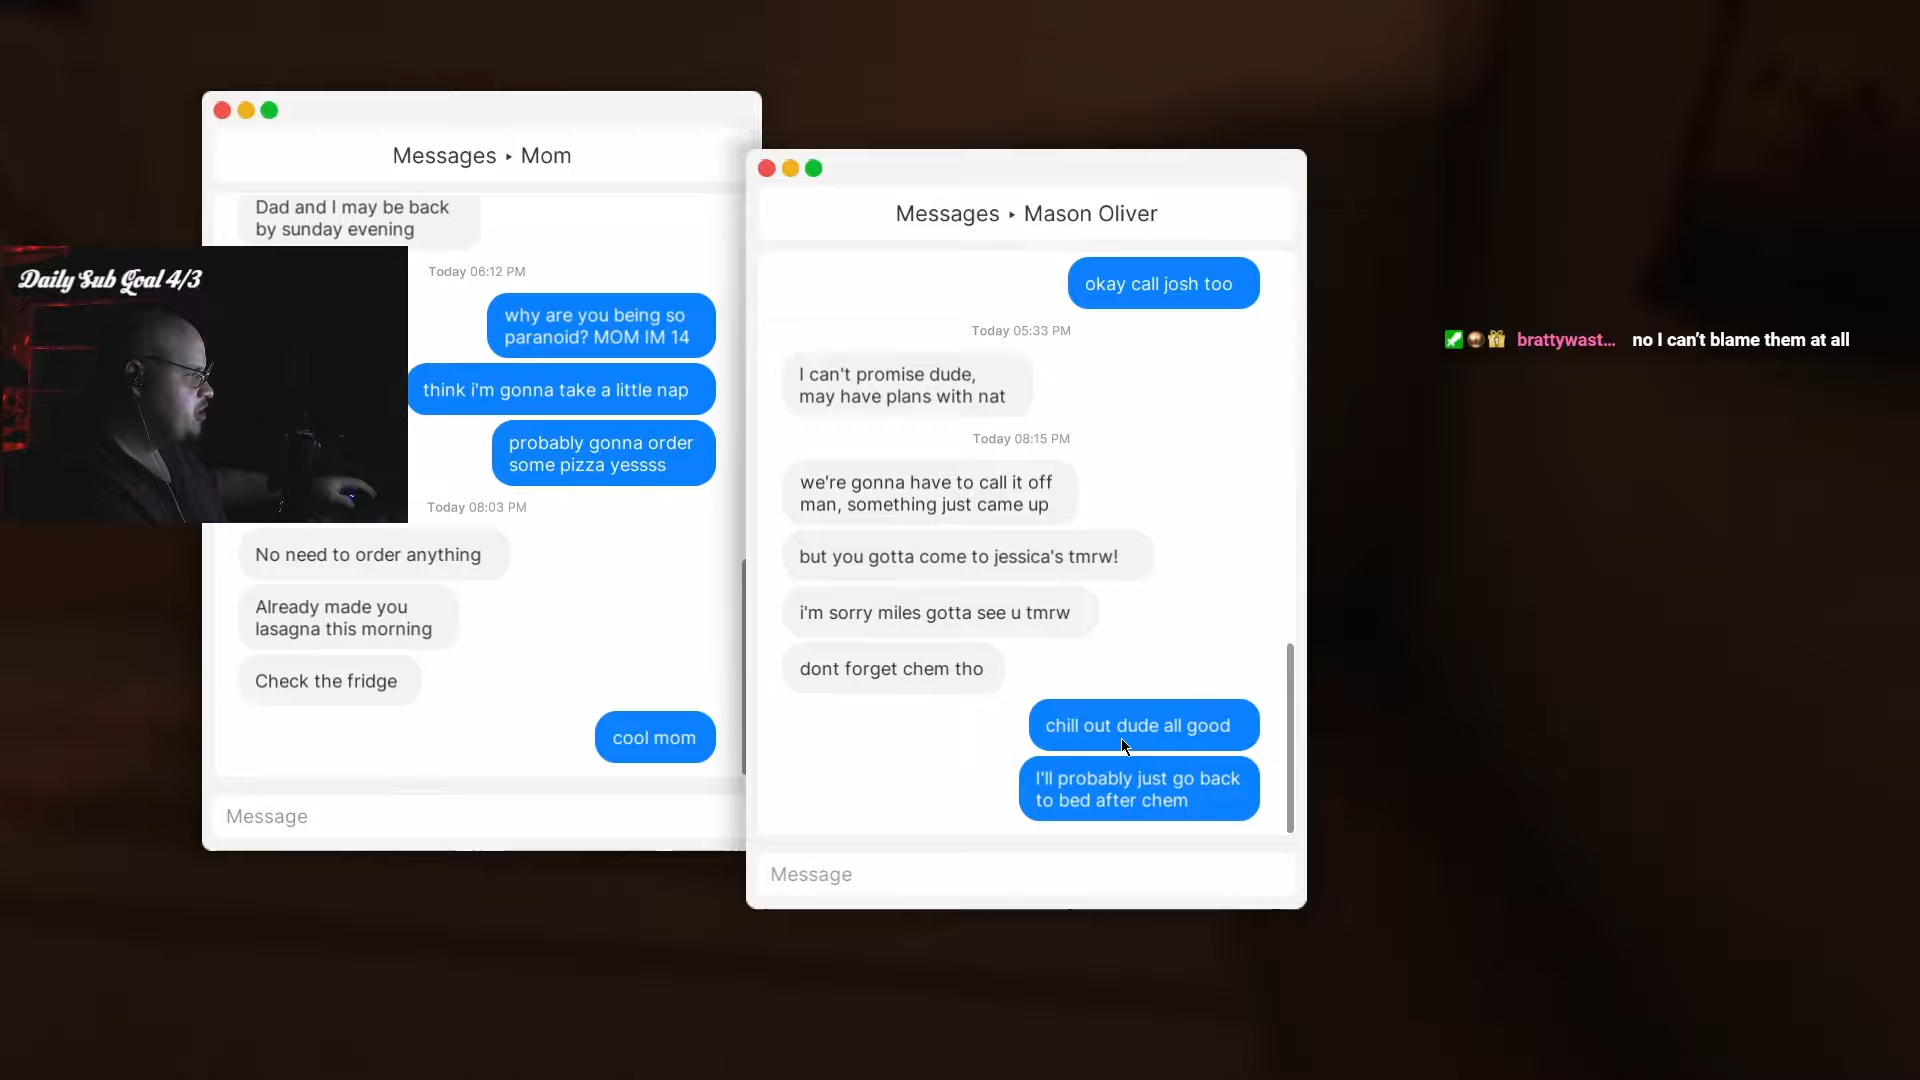 Messages ▸ Mom
Dad and I may be back
by sunday evening
Today 06:12 PM
why are you being so
paranoid? MOM IM 14
think i'm gonna take a little nap
probably gonna order
some pizza yessss
Today 08:03 PM
No need to order anything
Already made you
lasagna this morning
Check the fridge
cool mom
Message
Daily Sub Goal 4/3
Messages ▸ Mason Oliver
okay call josh too
Today 05:33 PM
I can't promise dude,
may have plans with nat
Today 08:15 PM
we're gonna have to call it off
man, something just came up
but you gotta come to jessica's tmrw!
i'm sorry miles gotta see u tmrw
dont forget chem tho
chill out dude all good
I'll probably just go back
to bed after chem
Message
brattywast... no I can't blame them at all